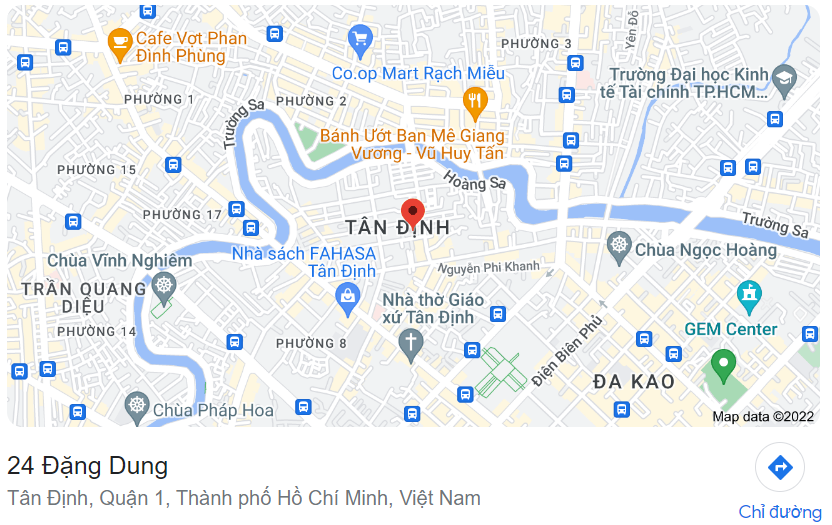 Cafe Vợt Phan
Đình Phùng
Co.op Mart Rạch Miễu
PHƯỜNG 3
Yên Đỗ
Trường Đại học Kinh
tế Tài chính TP.HCM...
PHƯỜNG 1
PHƯỜNG 2
Trường Sa
Bánh Ướt Ban Mê Giang
Vương - Vũ Huy Tấn
PHƯỜNG 15
Hoàng Sa
PHƯỜNG 17
TÂN ĐỊNH
Trường Sa
Nhà sách FAHASA
Tân Định
Chùa Ngọc Hoàng
Chùa Vĩnh Nghiêm
Nguyễn Phi Khanh
TRẦN QUANG
DIỆU
Nhà thờ Giáo
xứ Tân Định
PHƯỜNG 14
PHƯỜNG 8
GEM Center
Điện Biên Phủ
ĐA KAO
Chùa Pháp Hoa
Map data ©2022
24 Đặng Dung
Tân Định, Quận 1, Thành phố Hồ Chí Minh, Việt Nam
Chỉ đường